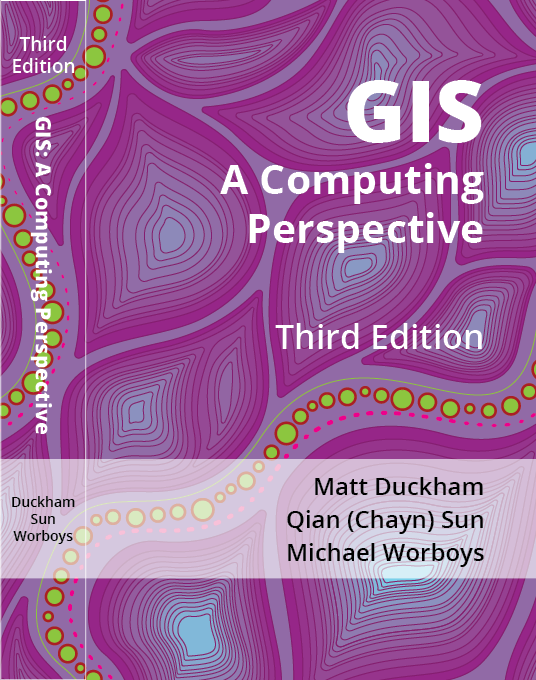 Third
Edition
GIS: A Computing Perspective
Duckham
Sun
Worboys
GIS
A Computing
Perspective
Third Edition
Matt Duckham
Qian (Chayn) Sun
Michael Worboys